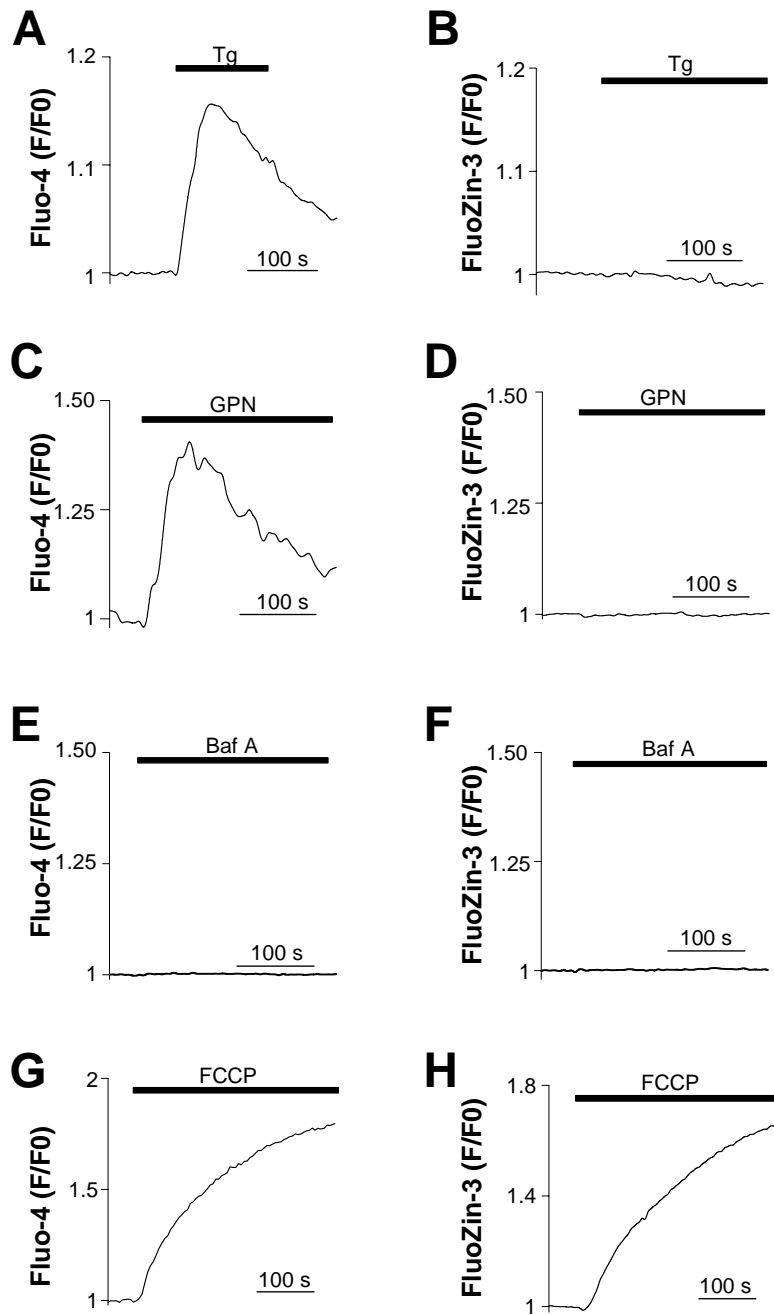 A
Tg
1.2
1.1
1
Fluo-4 (F/F0)
100 s
B
Tg
1.2
1.1
1
FluoZin-3 (F/F0)
100 s
C
GPN
1.50
1.25
1
Fluo-4 (F/F0)
100 s
D
GPN
1.50
1.25
1
FluoZin-3 (F/F0)
100 s
E
Baf A
1.50
1.25
1
Fluo-4 (F/F0)
100 s
F
Baf A
1.50
1.25
1
FluoZin-3 (F/F0)
100 s
G
FCCP
2
1.5
1
Fluo-4 (F/F0)
100 s
H
FCCP
1.8
1.4
1
FluoZin-3 (F/F0)
100 s